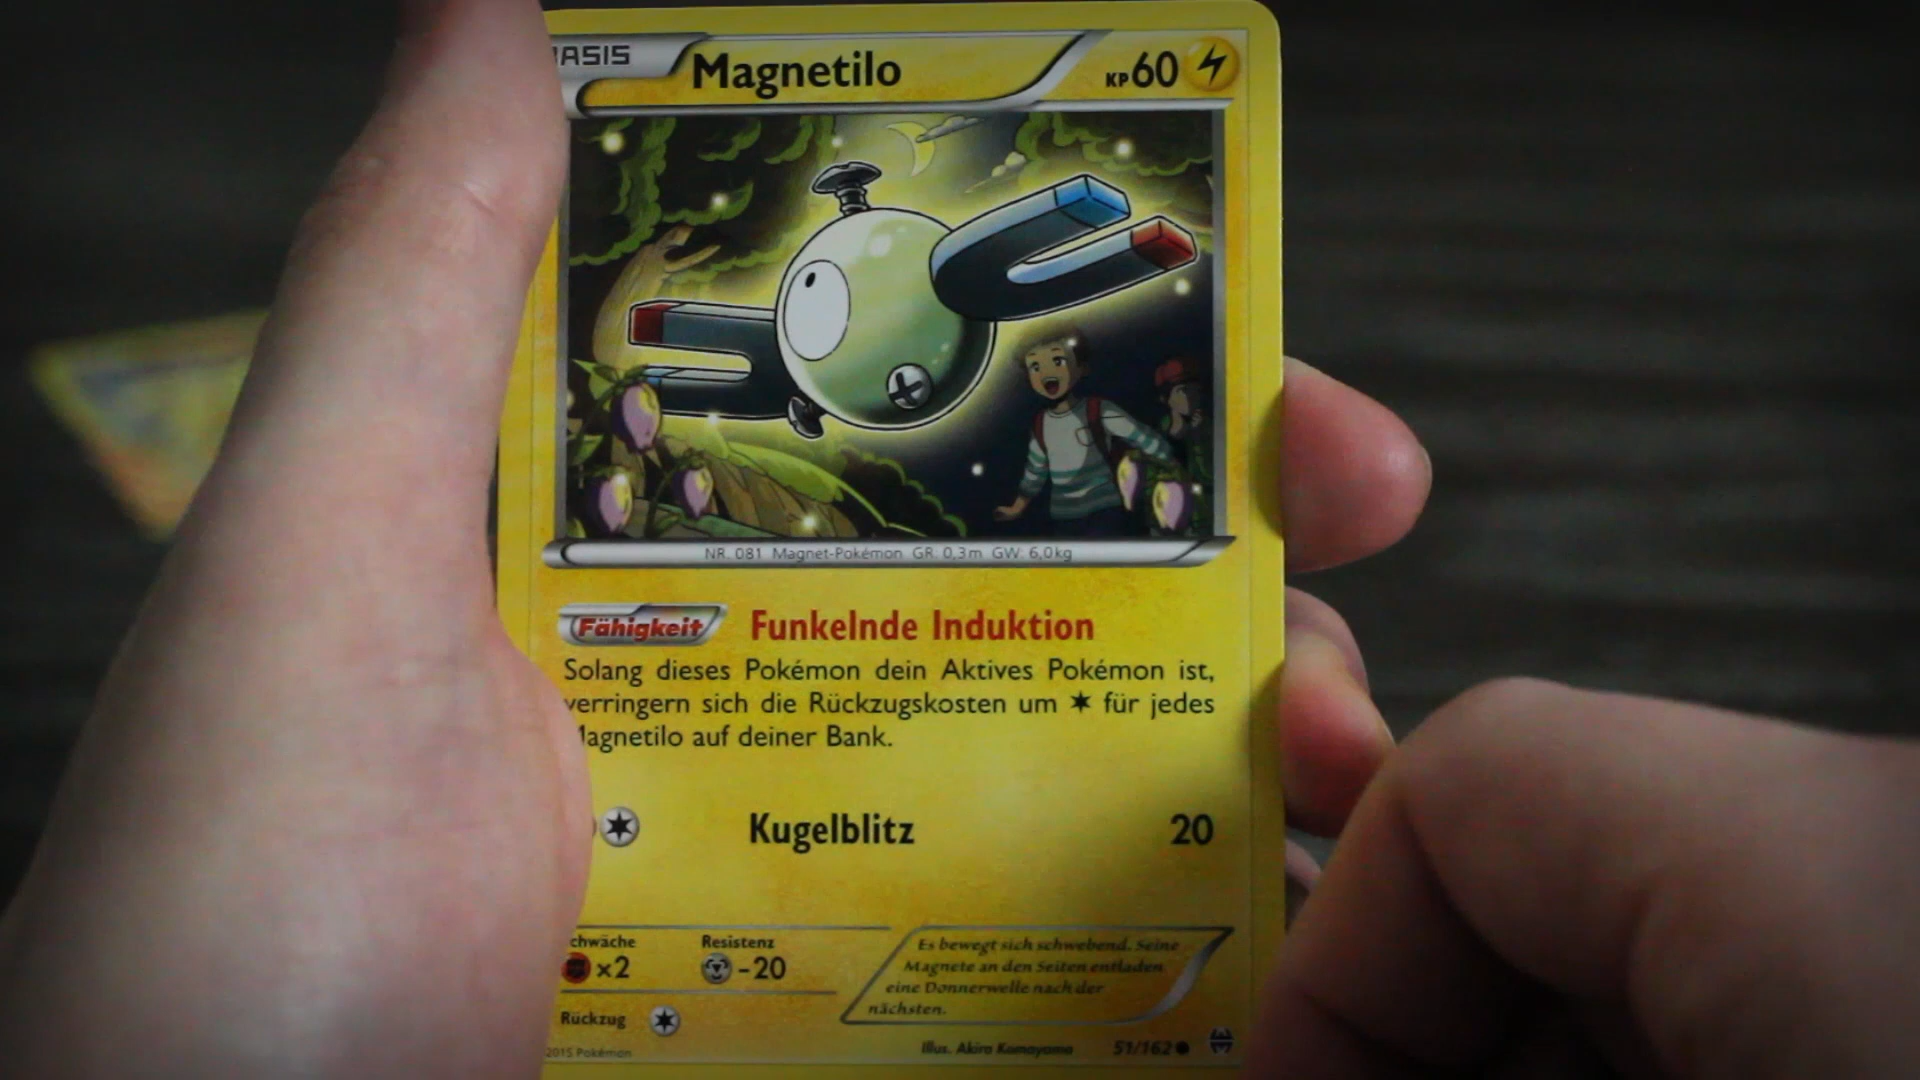 BASIS
Magnetilo
KP60
NR. 081 Magnet-Pokémon GR. 0,3m GW: 6,0kg
Fähigkeit Funkelnde Induktion
Solang dieses Pokémon dein Aktives Pokémon ist,
verringern sich die Rückzugskosten um ✶ für jedes
Magnetilo auf deiner Bank.
Kugelblitz 20
chwäche Resistenz
x2 -20
Rückzug
Es bewegt sich schwebend. Seine
Magnete an den Seiten entladen
eine Donnerwelle nach der
nächsten.
2015 Pokémon Illus. Akira Komayama 51/162